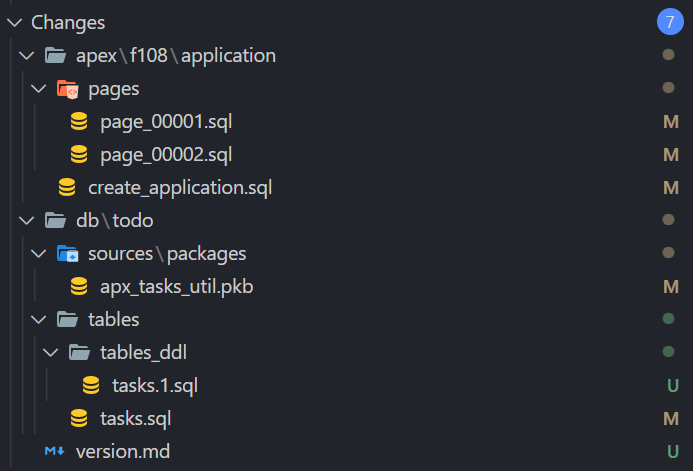 Changes 7
apex\f108\application
pages
page_00001.sql M
page_00002.sql M
create_application.sql M
db\todo
sources\packages
apx_tasks_util.pkb M
tables
tables_ddl
tasks.1.sql U
tasks.sql M
version.md U